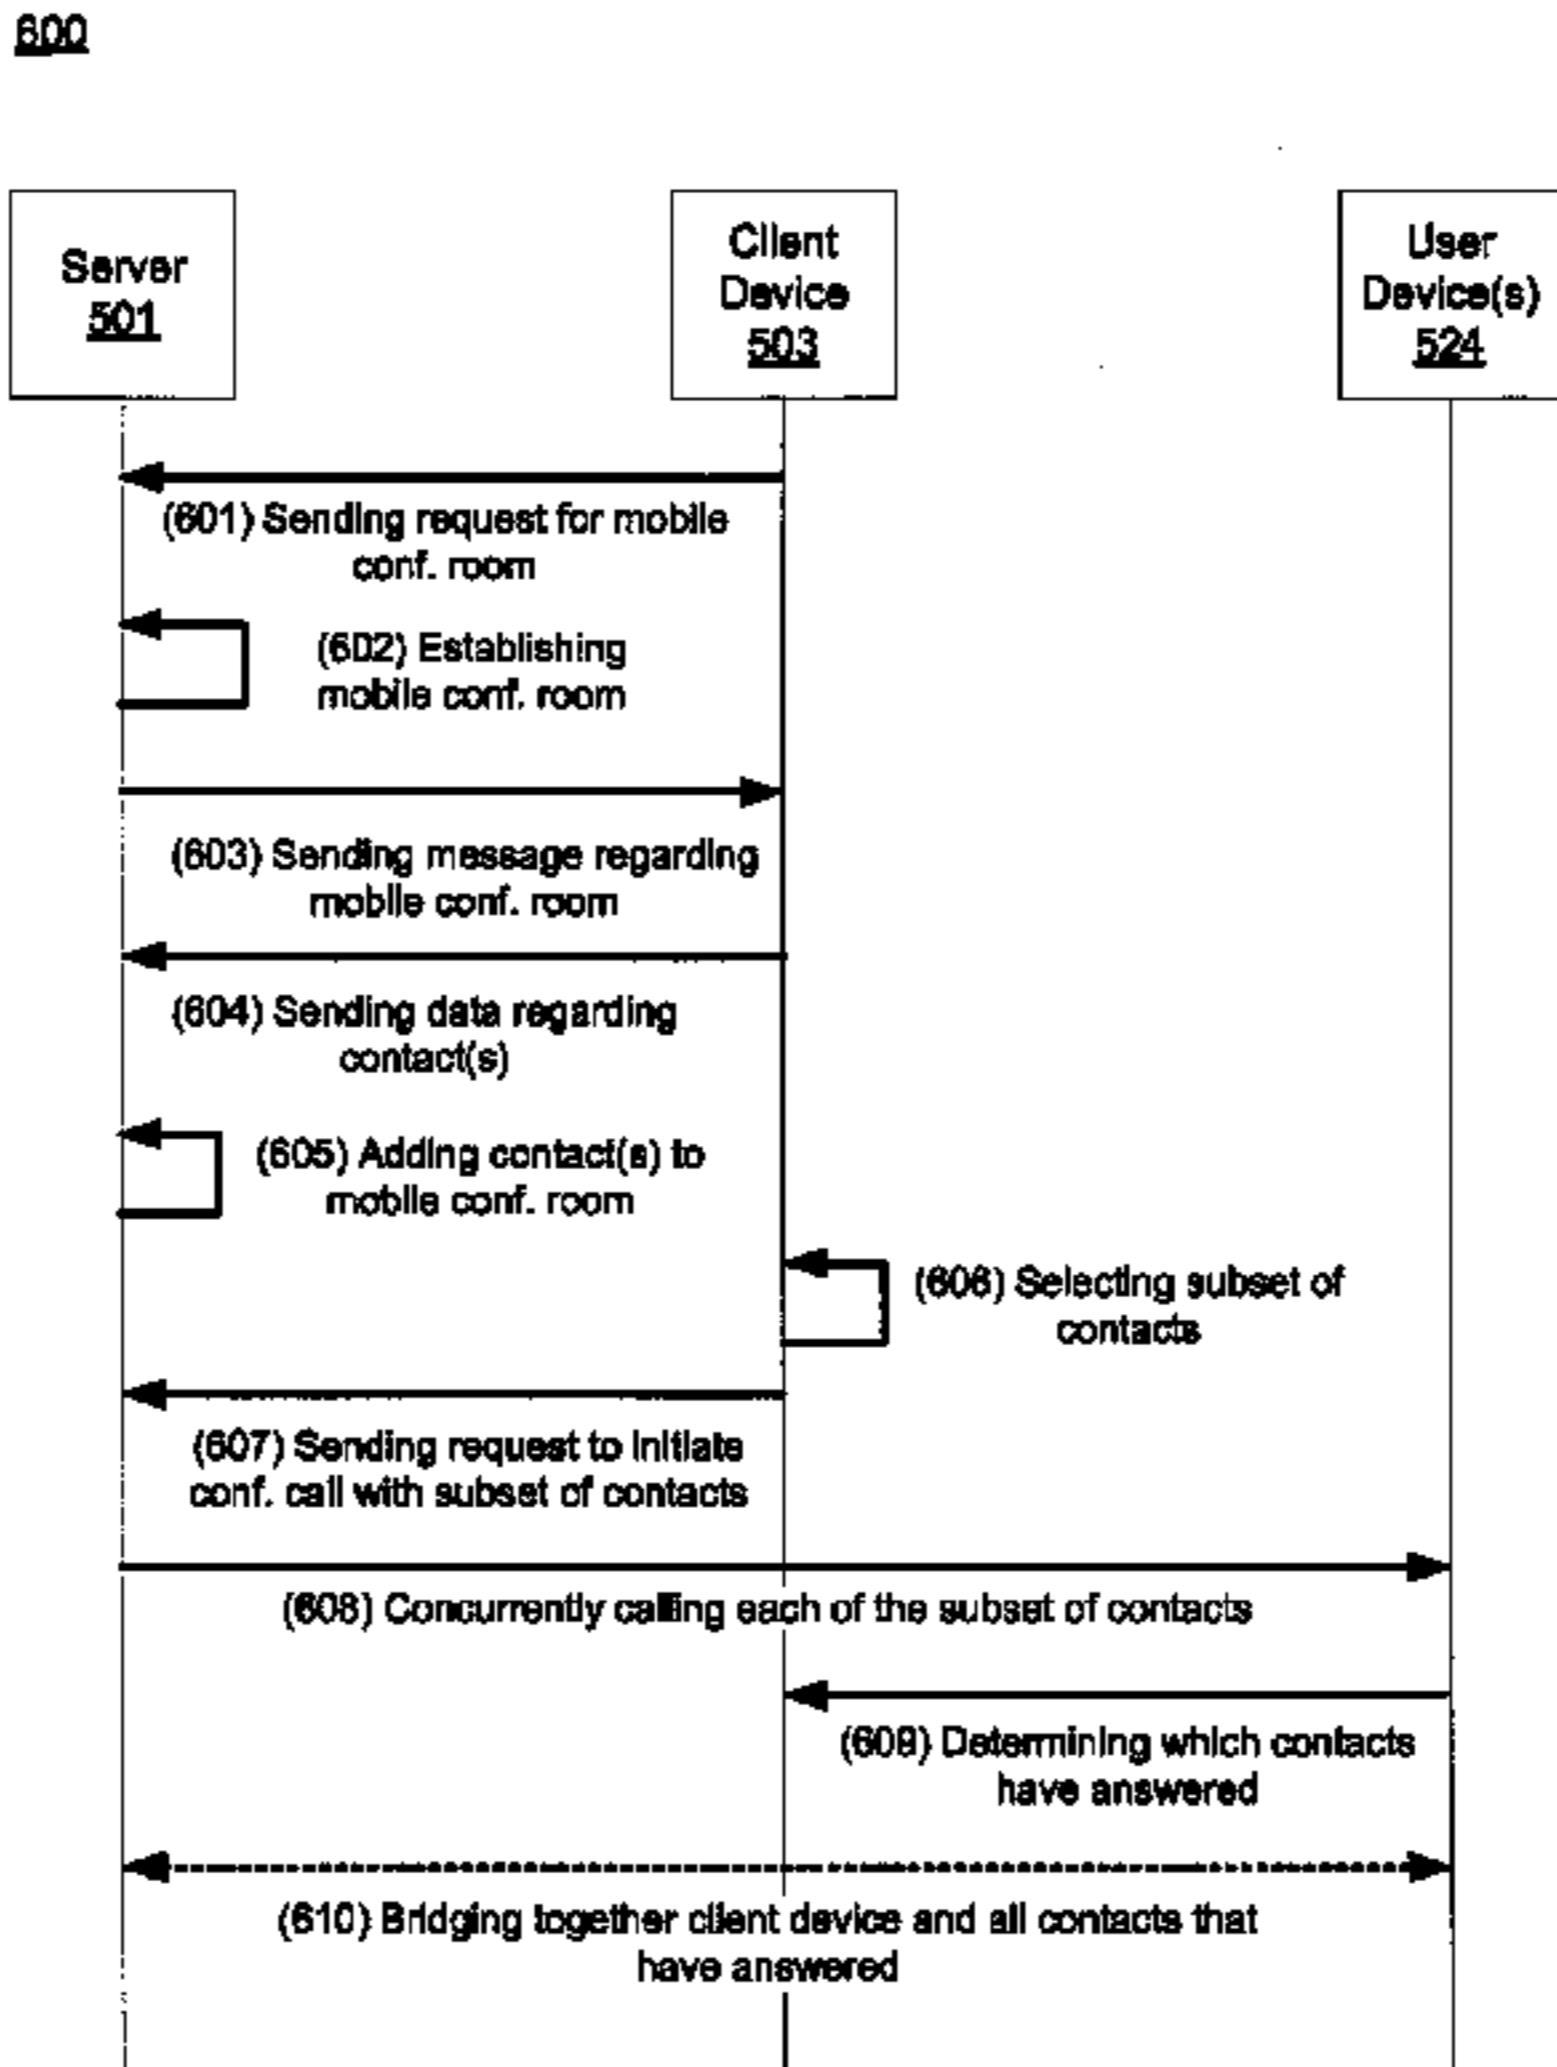 600
Server
501
Client
Device
503
User
Device(s)
524
(601) Sending request for mobile
conf. room
(602) Establishing
mobile conf. room
(603) Sending message regarding
mobile conf. room
(604) Sending data regarding
contact(s)
(605) Adding contact(s) to
mobile conf. room
(606) Selecting subset of
contacts
(607) Sending request to initiate
conf. call with subset of contacts
(608) Concurrently calling each of the subset of contacts
(609) Determining which contacts
have answered
(610) Bridging together client device and all contacts that
have answered